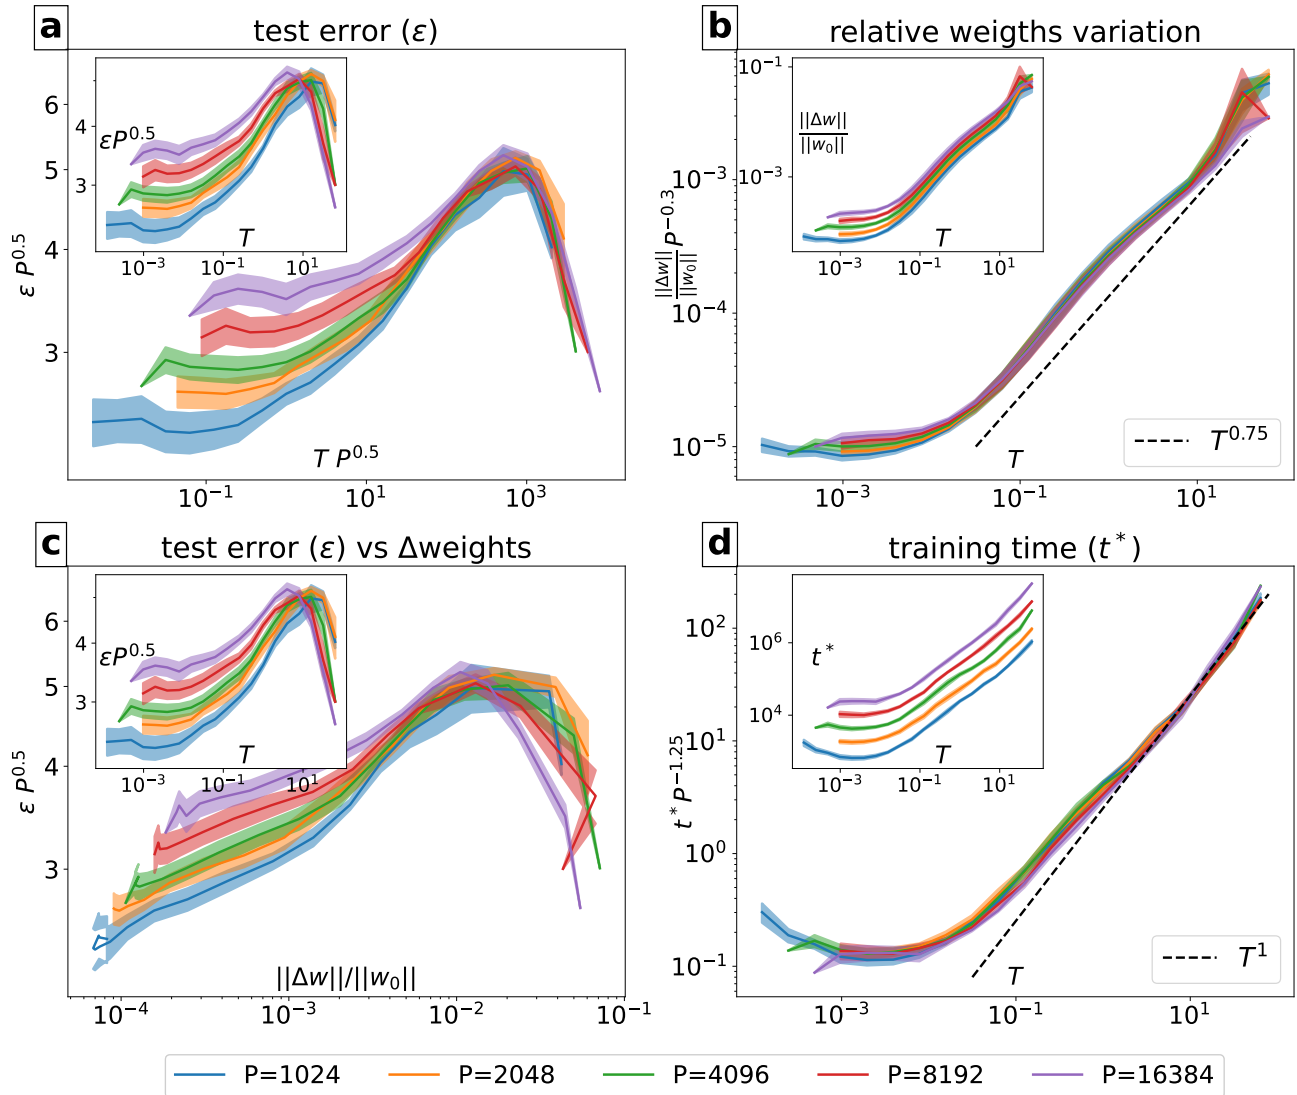 a
test error (ε)
6
5
4
3
ε P^0.5
10^−1
10^1
10^3
T P^0.5
4
3
εP^0.5
T
10^−3
10^−1
10^1
b
relative weigths variation
10^−3
10^−4
10^−5
||Δw||
||w₀||
P^−0.3
10^−3
10^−1
10^1
T
T^0.75
10^−1
10^−3
||Δw||
||w₀||
T
10^−3
10^−1
10^1
c
test error (ε) vs Δweights
6
5
4
3
ε P^0.5
10^−4
10^−3
10^−2
10^−1
||Δw||/||w₀||
4
3
εP^0.5
T
10^−3
10^−1
10^1
d
training time (t*)
10^2
10^1
10^0
10^−1
t* P^−1.25
10^−3
10^−1
10^1
T
T^1
10^6
10^4
t*
T
10^−3
10^−1
10^1
P=1024 P=2048 P=4096 P=8192 P=16384